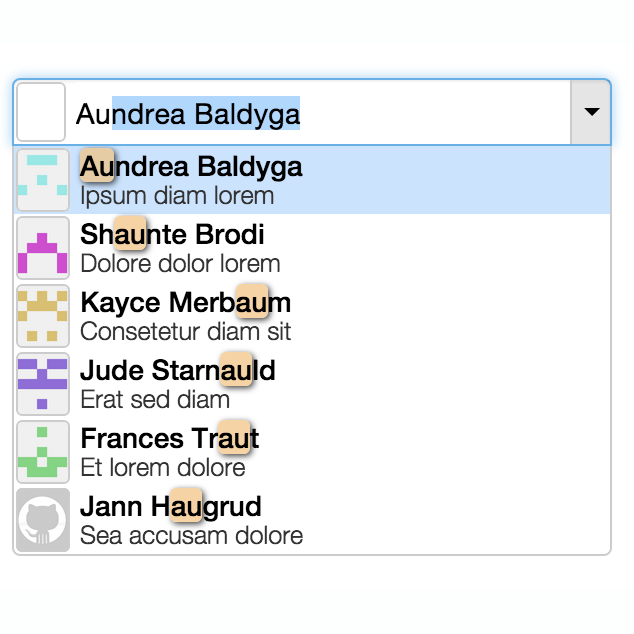 Aundrea Baldyga
Aundrea Baldyga
Ipsum diam lorem
Shaunte Brodi
Dolore dolor lorem
Kayce Merbaum
Consetetur diam sit
Jude Starnauld
Erat sed diam
Frances Traut
Et lorem dolore
Jann Haugrud
Sea accusam dolore